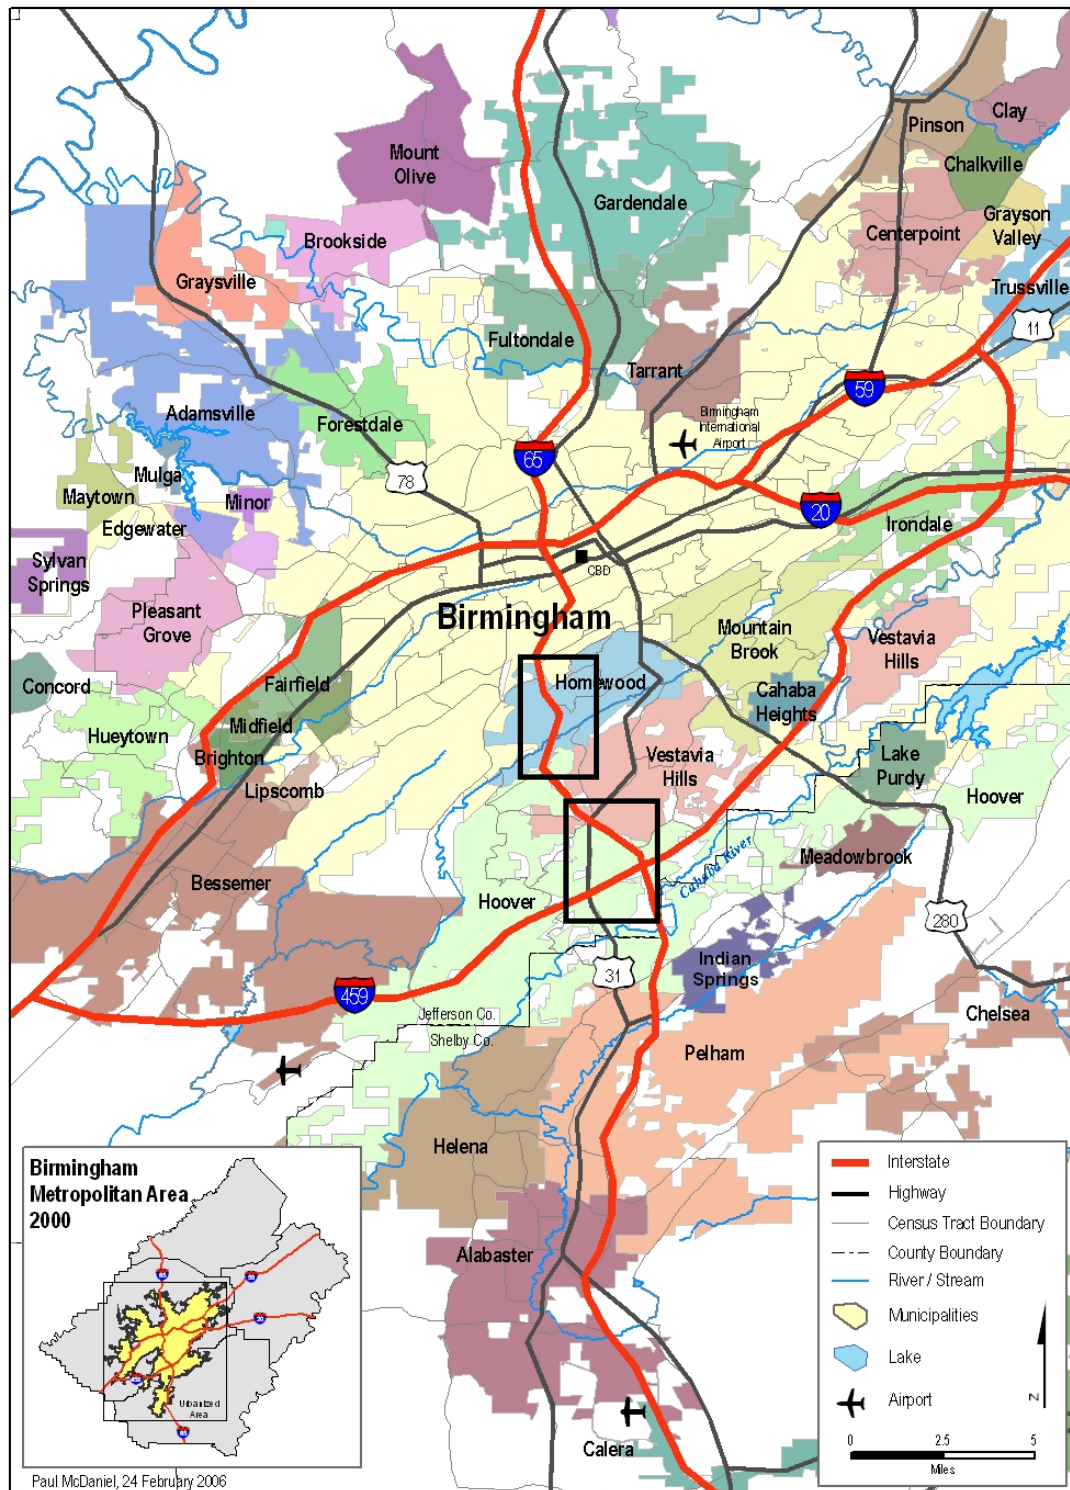 Clay
Pinson
Mount
Olive
Chalkville
Gardendale
Grayson
Valley
Centerpoint
Brookside
Graysville
Trussville
11
Fultondale
Tarrant
59
Adamsville
Forestdale
Birmingham
International
Airport
65
Mulga
78
Maytown
Minor
20
Edgewater
Irondale
Sylvan
Springs
CBD
Pleasant
Grove
Birmingham
Mountain
Brook
Vestavia
Hills
Concord
Fairfield
Homewood
Cahaba
Heights
Midfield
Hueytown
Brighton
Vestavia
Hills
Lake
Purdy
Lipscomb
Hoover
Cahaba River
Meadowbrook
Bessemer
Hoover
280
Indian
Springs
31
459
Jefferson Co.
Shelby Co.
Chelsea
Pelham
Helena
Alabaster
Calera
Birmingham
Metropolitan Area
2000
65
59
20
Urbanized
Area
Paul McDaniel, 24 February 2006
Interstate
Highway
Census Tract Boundary
County Boundary
River / Stream
Municipalities
Lake
Airport
N
0 2.5 5
Miles